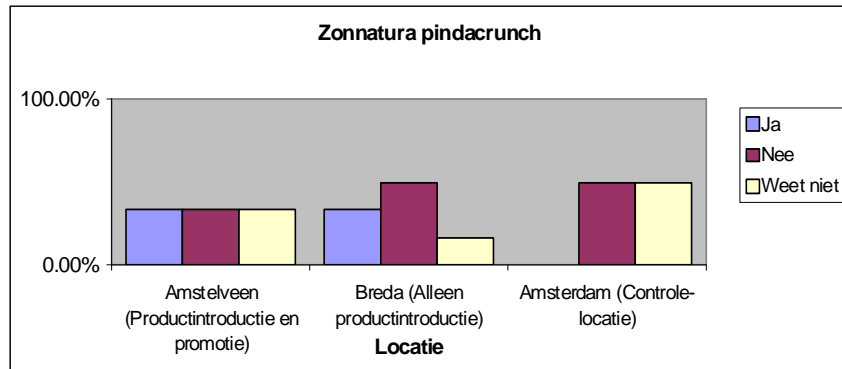 Zonnatura pindacrunch
100.00%
0.00%
Ja
Nee
Weet niet
Amstelveen
(Productintroductie en
promotie)
Breda (Alleen
productintroductie)
Amsterdam (Controle-
locatie)
Locatie